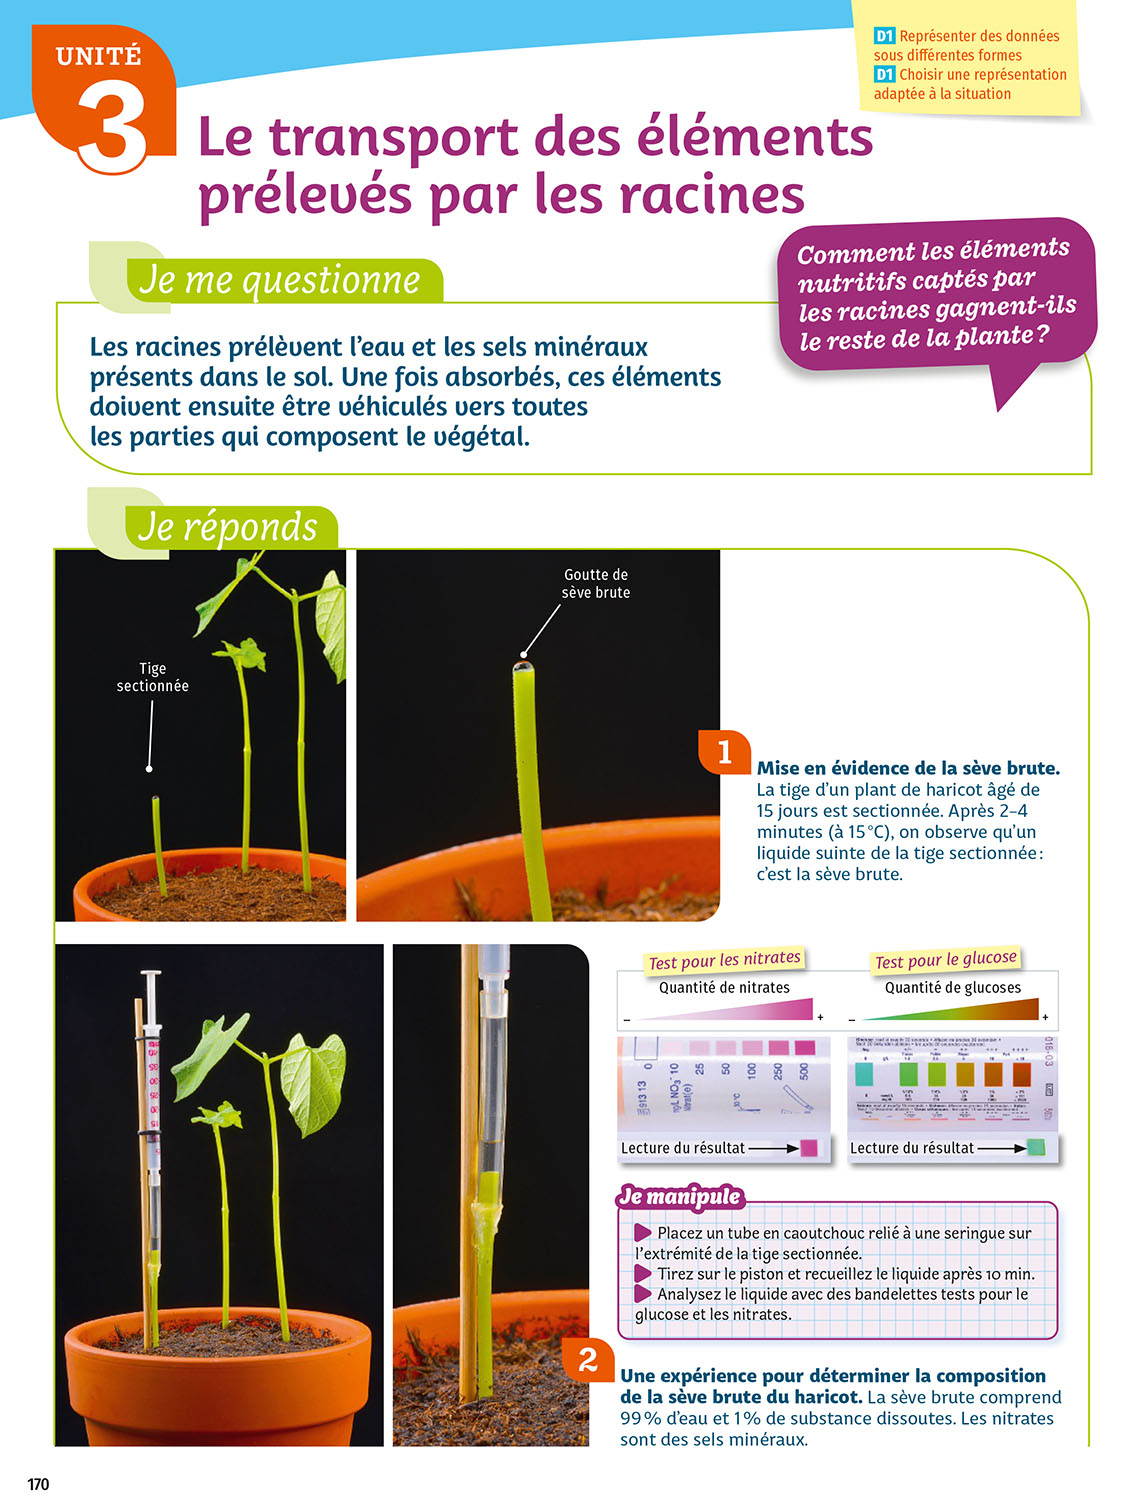 UNITÉ
3
D1 Représenter des données
sous différentes formes
D1 Choisir une représentation
adaptée à la situation
Le transport des éléments
prélevés par les racines
Comment les éléments
nutritifs captés par
les racines gagnent-ils
le reste de la plante ?
Je me questionne
Les racines prélèvent l'eau et les sels minéraux
présents dans le sol. Une fois absorbés, ces éléments
doivent ensuite être véhiculés vers toutes
les parties qui composent le végétal.
Je réponds
Tige
sectionnée
Goutte de
sève brute
1
Mise en évidence de la sève brute.
La tige d'un plant de haricot âgé de
15 jours est sectionnée. Après 2–4
minutes (à 15 °C), on observe qu'un
liquide suinte de la tige sectionnée :
c'est la sève brute.
Test pour les nitrates
Quantité de nitrates
– +
0 10 25 50 100 250 500
mg/L NO3-
Nitrat(e)
913 13
Lecture du résultat
Test pour le glucose
Quantité de glucoses
– +
Lecture du résultat
Je manipule
Placez un tube en caoutchouc relié à une seringue sur
l'extrémité de la tige sectionnée.
Tirez sur le piston et recueillez le liquide après 10 min.
Analysez le liquide avec des bandelettes tests pour le
glucose et les nitrates.
2
Une expérience pour déterminer la composition
de la sève brute du haricot. La sève brute comprend
99 % d'eau et 1 % de substance dissoutes. Les nitrates
sont des sels minéraux.
170